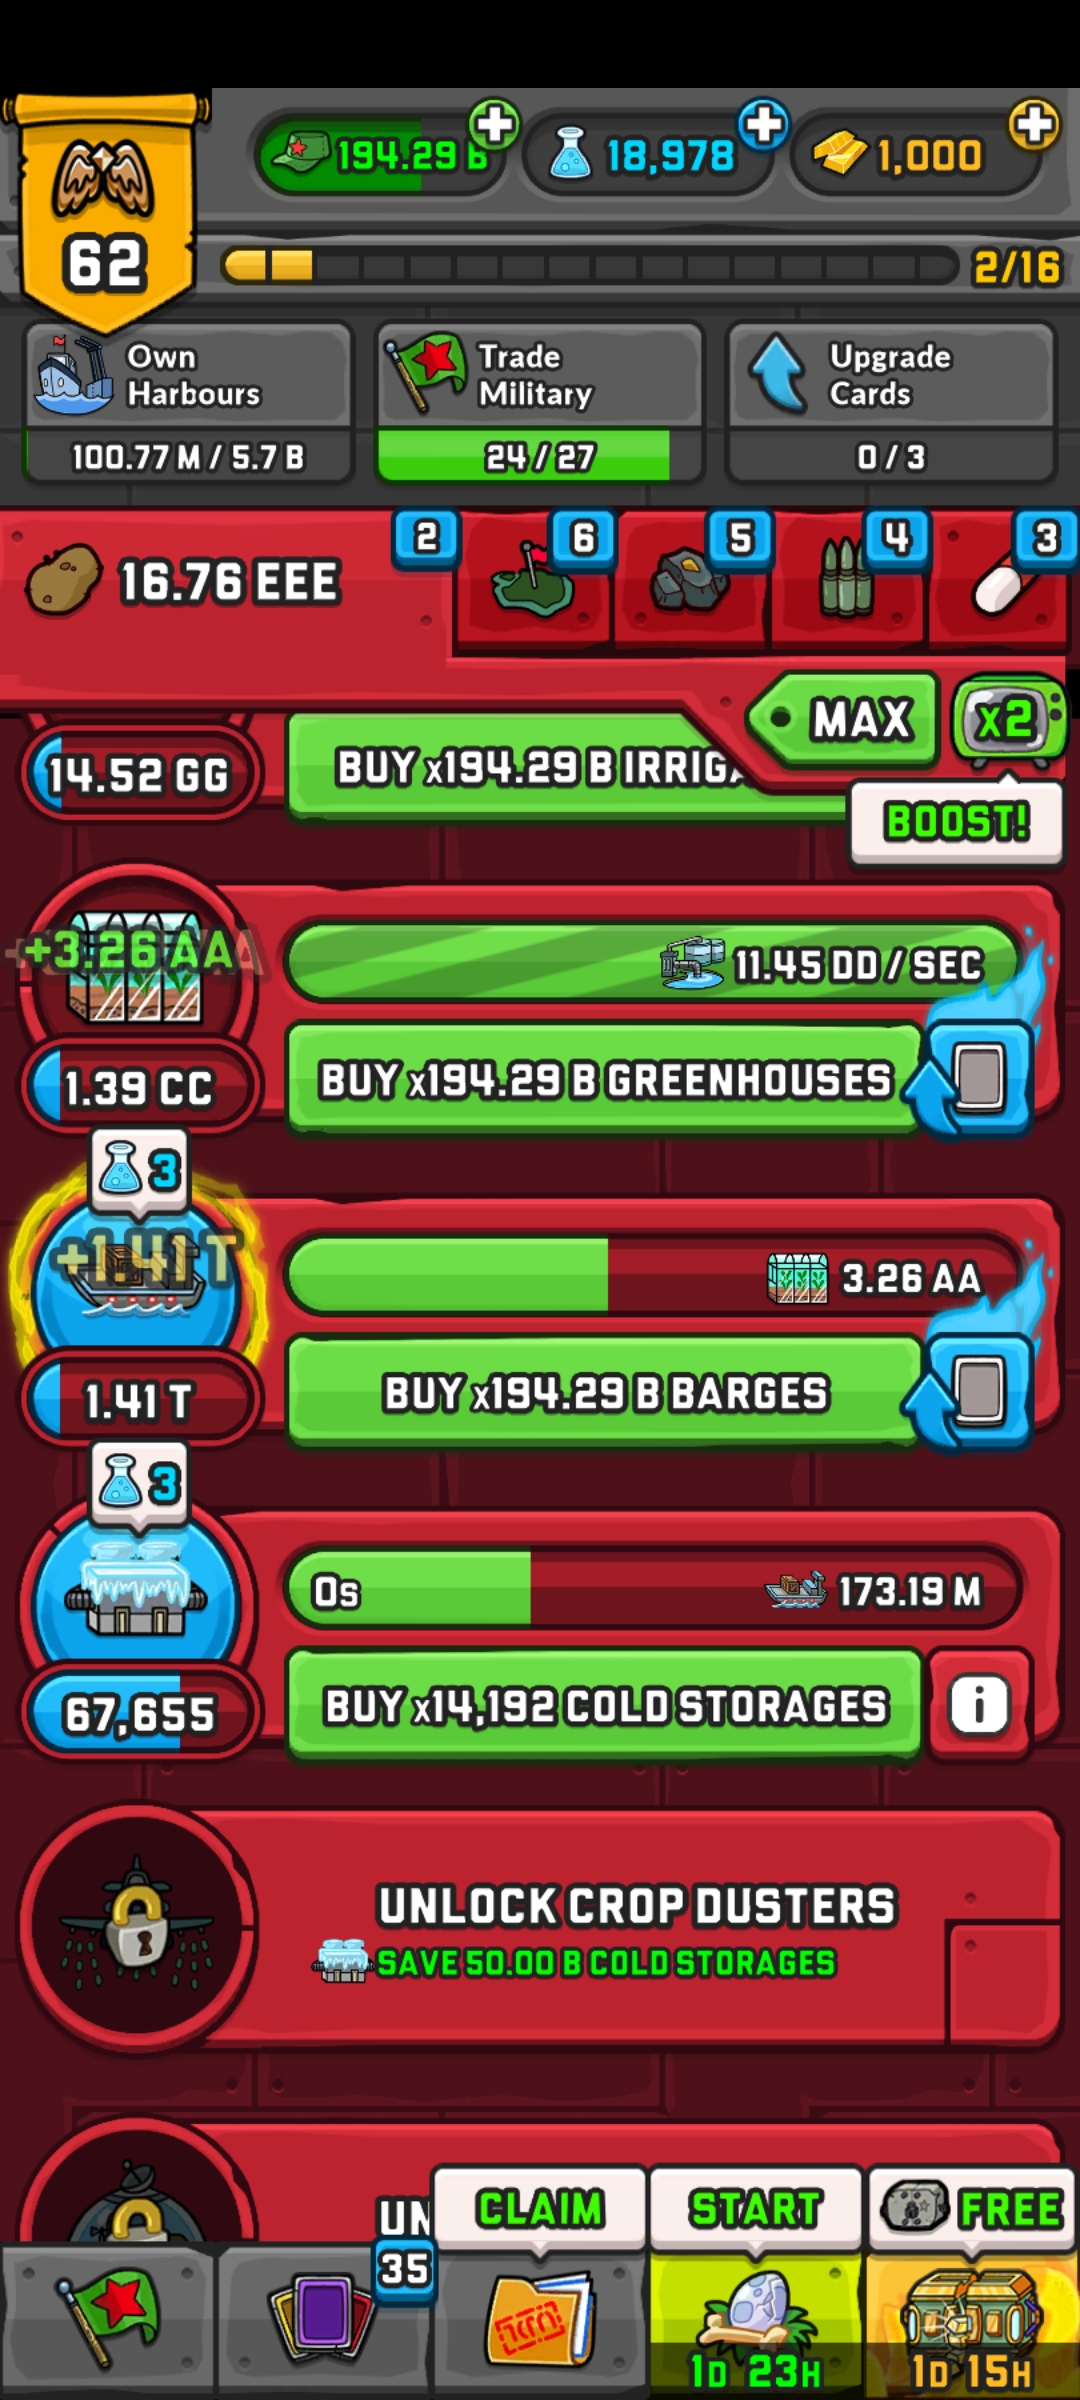 194.29 B
18,978
1,000
62
2/16
Own
Harbours
Trade
Military
Upgrade
Cards
100.77 M / 5.7 B
24 / 27
0 / 3
16.76 EEE
2
6
5
4
3
MAX
x2
14.52 GG
BUY x194.29 B IRRIGA
BOOST!
+3.26 AAA
11.45 DD / SEC
1.39 CC
BUY x194.29 B GREENHOUSES
3
+1.41 T
3.26 AA
1.41 T
BUY x194.29 B BARGES
3
0s
173.19 M
67,655
BUY x14,192 COLD STORAGES
i
UNLOCK CROP DUSTERS
SAVE 50.00 B COLD STORAGES
UN
CLAIM
START
FREE
35
1D 23H
1D 15H